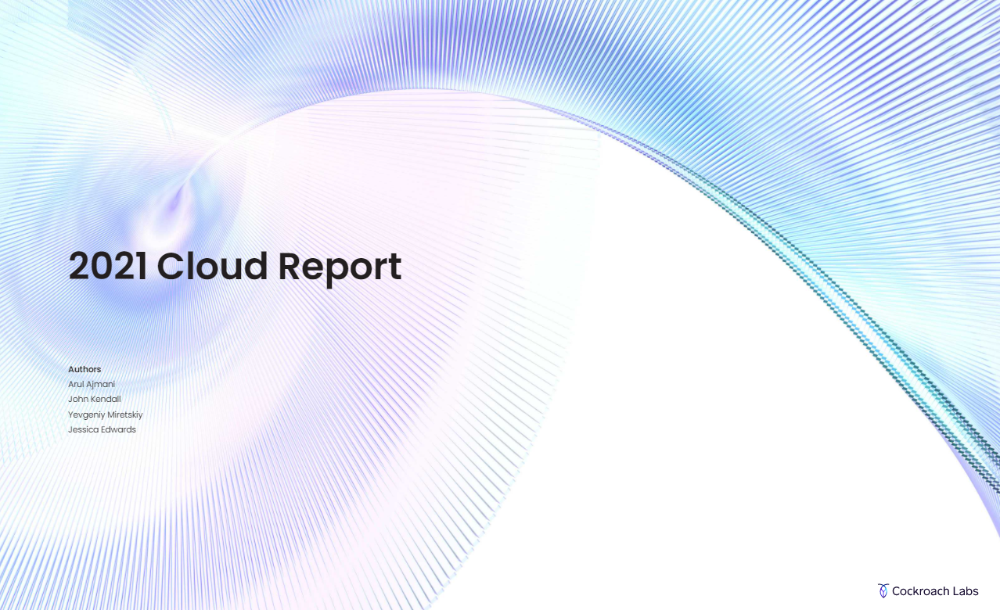 2021 Cloud Report
Authors
Arul Ajmani
John Kendall
Yevgeniy Miretskiy
Jessica Edwards
Cockroach Labs